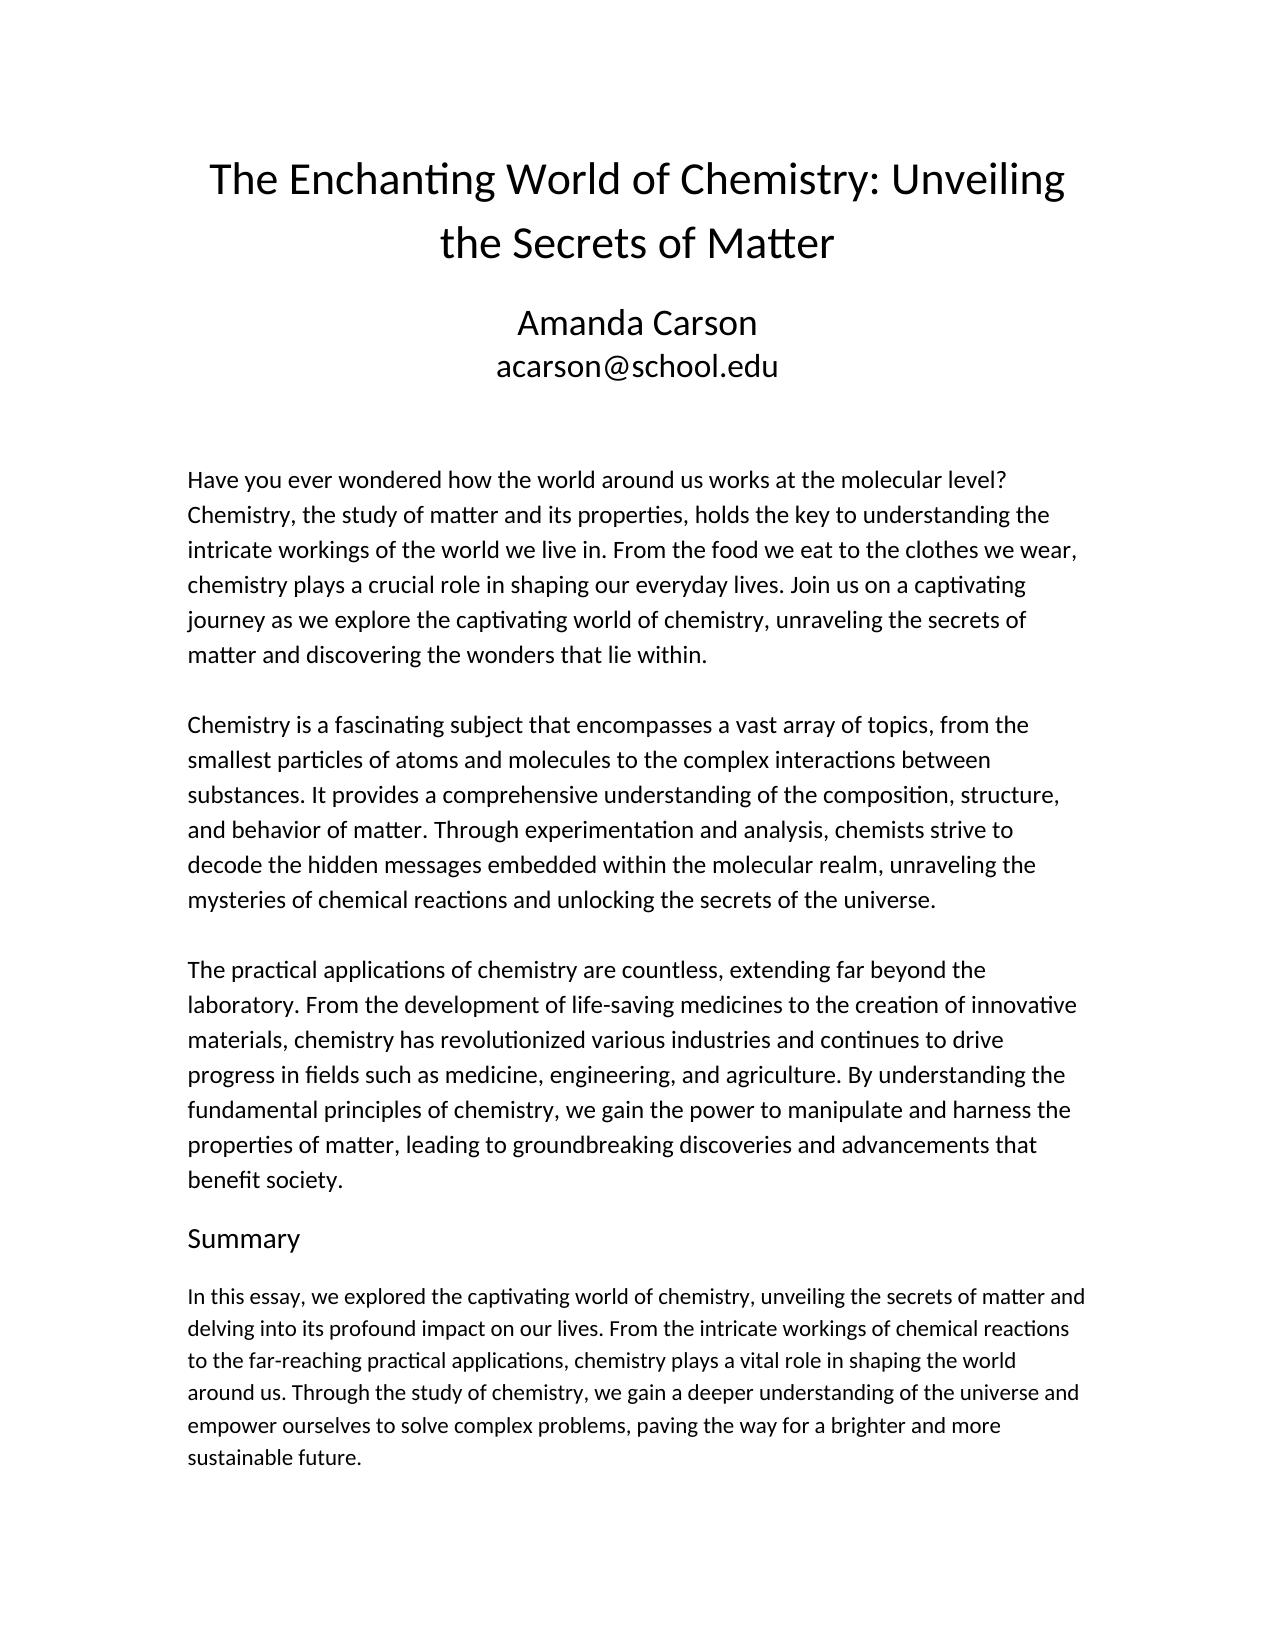 The Enchanting World of Chemistry: Unveiling
the Secrets of Matter
Amanda Carson
acarson@school.edu
Have you ever wondered how the world around us works at the molecular level?
Chemistry, the study of matter and its properties, holds the key to understanding the
intricate workings of the world we live in. From the food we eat to the clothes we wear,
chemistry plays a crucial role in shaping our everyday lives. Join us on a captivating
journey as we explore the captivating world of chemistry, unraveling the secrets of
matter and discovering the wonders that lie within.
Chemistry is a fascinating subject that encompasses a vast array of topics, from the
smallest particles of atoms and molecules to the complex interactions between
substances. It provides a comprehensive understanding of the composition, structure,
and behavior of matter. Through experimentation and analysis, chemists strive to
decode the hidden messages embedded within the molecular realm, unraveling the
mysteries of chemical reactions and unlocking the secrets of the universe.
The practical applications of chemistry are countless, extending far beyond the
laboratory. From the development of life-saving medicines to the creation of innovative
materials, chemistry has revolutionized various industries and continues to drive
progress in fields such as medicine, engineering, and agriculture. By understanding the
fundamental principles of chemistry, we gain the power to manipulate and harness the
properties of matter, leading to groundbreaking discoveries and advancements that
benefit society.
Summary
In this essay, we explored the captivating world of chemistry, unveiling the secrets of matter and
delving into its profound impact on our lives. From the intricate workings of chemical reactions
to the far-reaching practical applications, chemistry plays a vital role in shaping the world
around us. Through the study of chemistry, we gain a deeper understanding of the universe and
empower ourselves to solve complex problems, paving the way for a brighter and more
sustainable future.